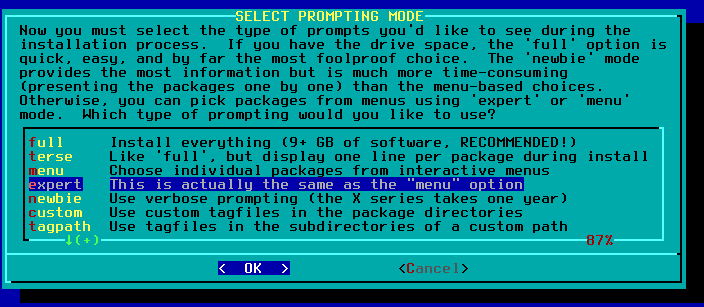 SELECT PROMPTING MODE
Now you must select the type of prompts you'd like to see during the
installation process.  If you have the drive space, the 'full' option is
quick, easy, and by far the most foolproof choice.  The 'newbie' mode
provides the most information but is much more time-consuming
(presenting the packages one by one) than the menu-based choices.
Otherwise, you can pick packages from menus using 'expert' or 'menu'
mode.  Which type of prompting would you like to use?
full Install everything (9+ GB of software, RECOMMENDED!)
terse Like 'full', but display one line per package during install
menu Choose individual packages from interactive menus
expert This is actually the same as the "menu" option
newbie Use verbose prompting (the X series takes one year)
custom Use custom tagfiles in the package directories
tagpath Use tagfiles in the subdirectories of a custom path
↓(+) 87%
< OK > <Cancel>